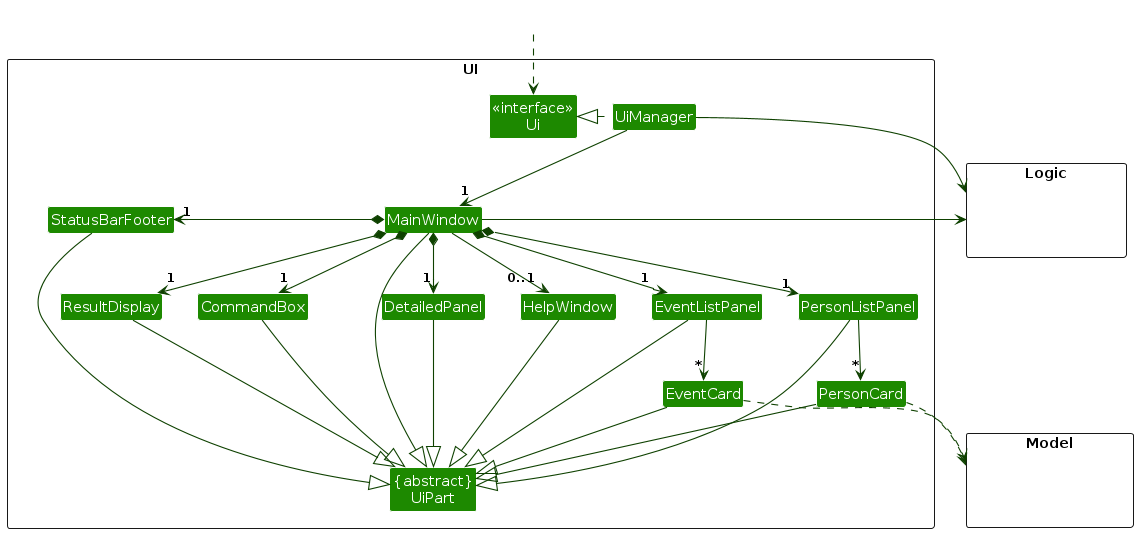 UI
«interface»
Ui
UiManager
Logic
1
StatusBarFooter
1
MainWindow
1
1
1
0..1
1
1
ResultDisplay
CommandBox
DetailedPanel
HelpWindow
EventListPanel
PersonListPanel
*
*
EventCard
PersonCard
Model
{abstract}
UiPart